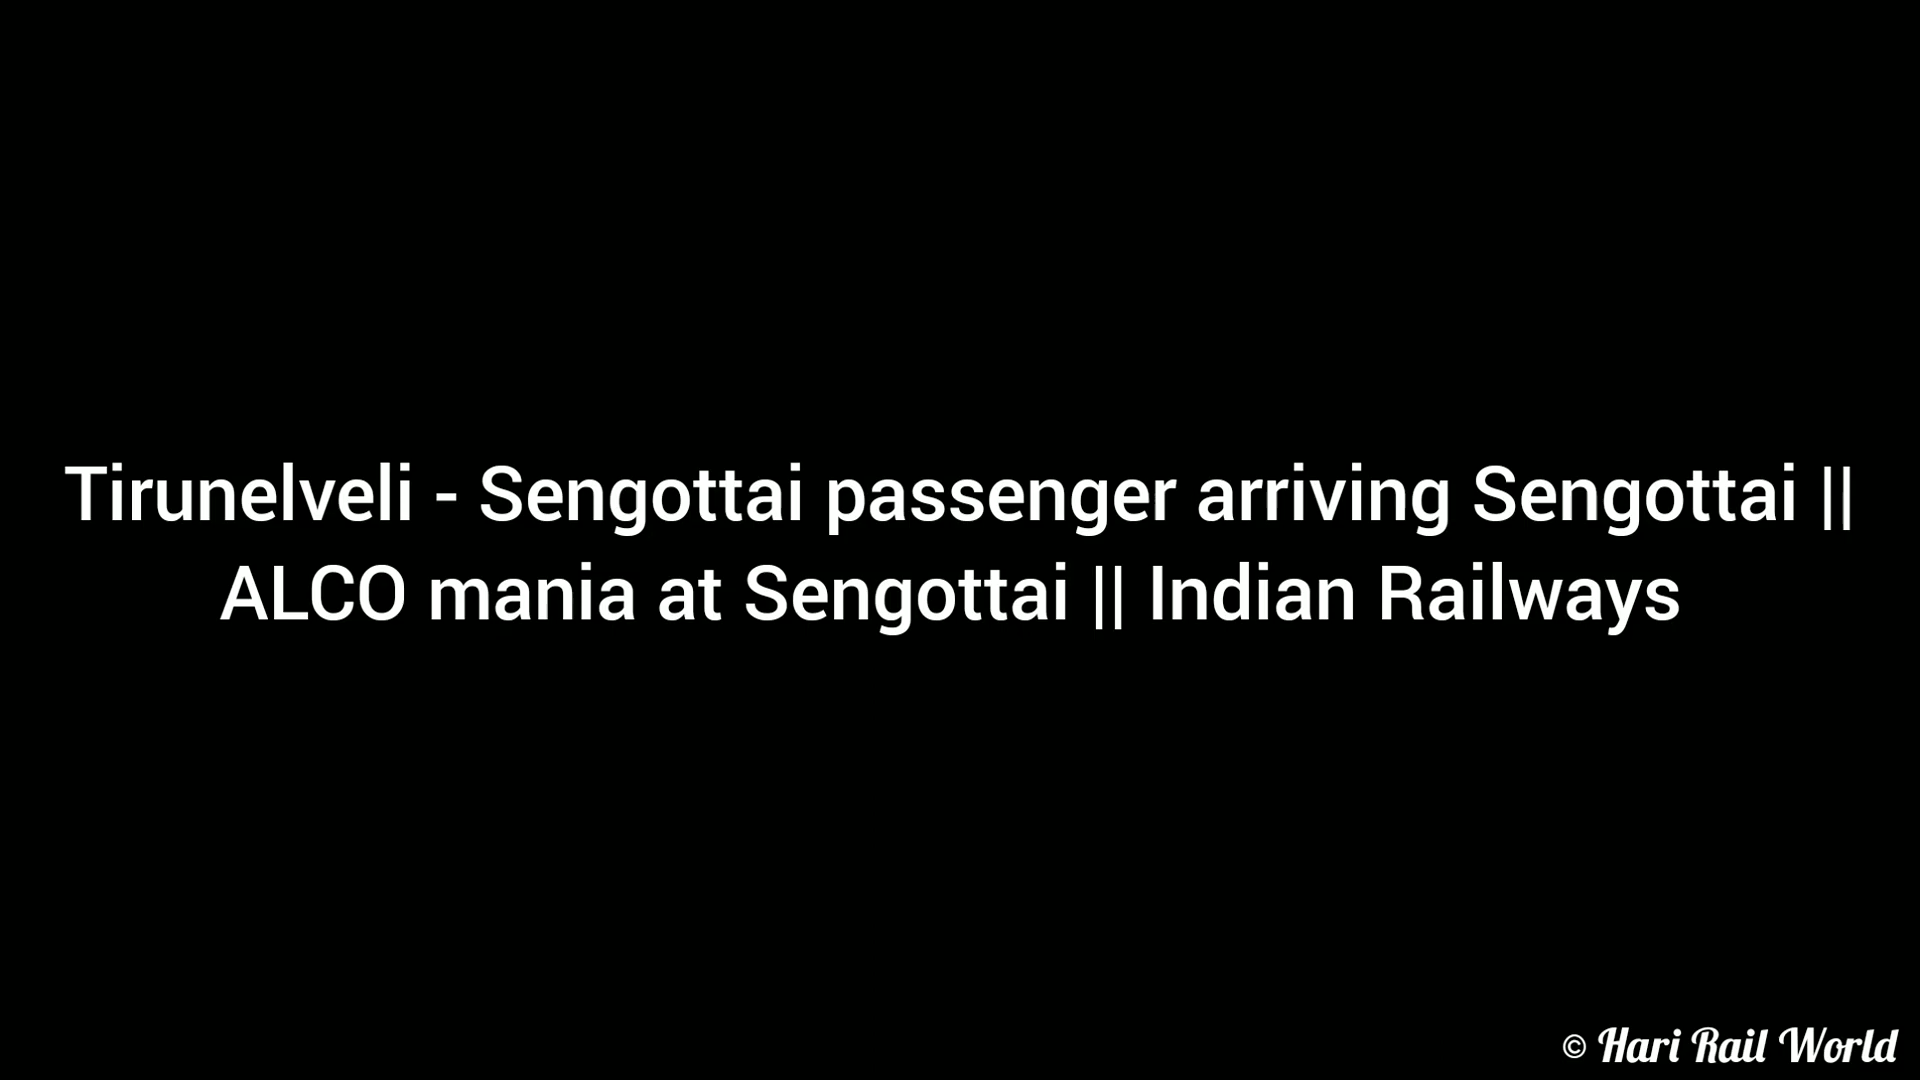 Tirunelveli - Sengottai passenger arriving Sengottai ||
ALCO mania at Sengottai || Indian Railways
© Hari Rail World